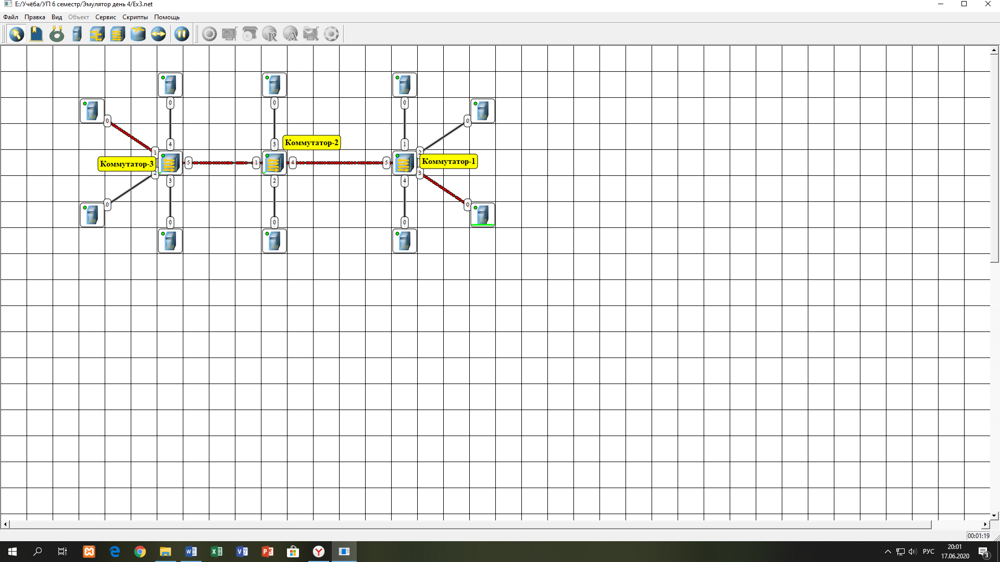 E:/Учёба/УП 6 семестр/Эмулятор день 4/Ex3.net
Файл Правка Вид Объект Сервис Скрипты Помощь
0 0 0
0 0
4 3 1
Коммутатор-2
1 2
Коммутатор-3 5 1 4 5 Коммутатор-1
2 3
3 2 4
0 0
0 0 0
00:01:19
РУС 20:01
17.06.2020 3